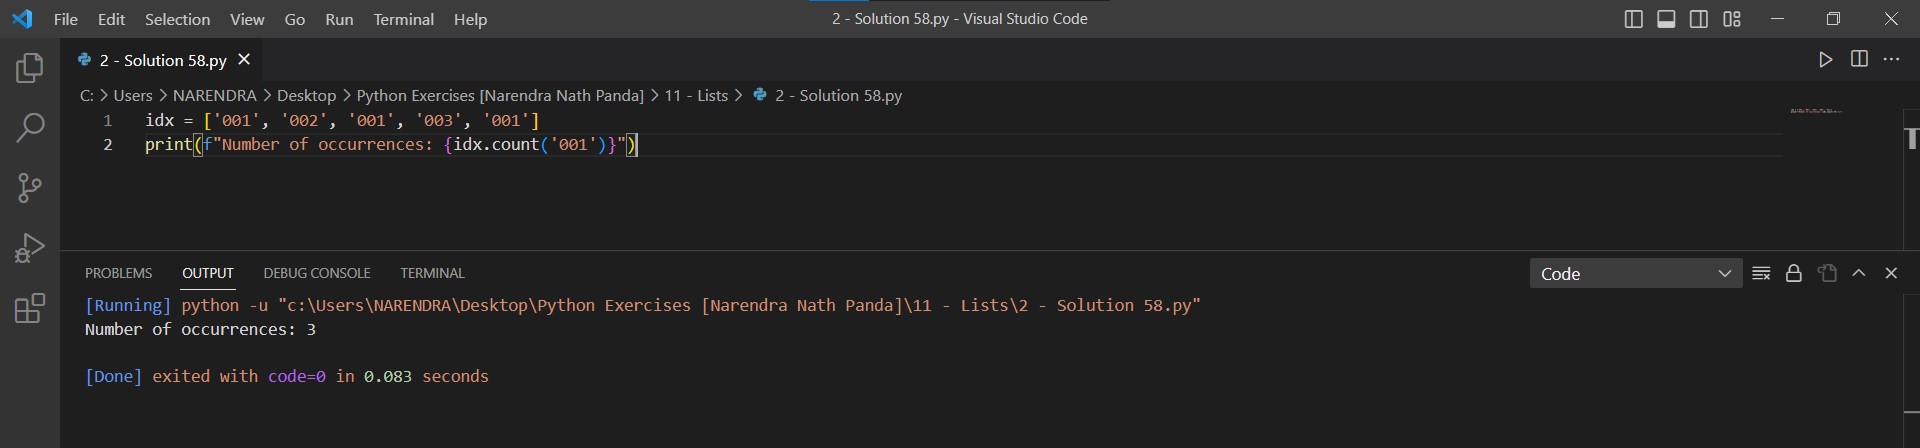 File Edit Selection View Go Run Terminal Help 2 - Solution 58.py - Visual Studio Code
2 - Solution 58.py
C: > Users > NARENDRA > Desktop > Python Exercises [Narendra Nath Panda] > 11 - Lists > 2 - Solution 58.py
1 idx = ['001', '002', '001', '003', '001']
2 print(f"Number of occurrences: {idx.count('001')}")
PROBLEMS OUTPUT DEBUG CONSOLE TERMINAL Code
[Running] python -u "c:\Users\NARENDRA\Desktop\Python Exercises [Narendra Nath Panda]\11 - Lists\2 - Solution 58.py"
Number of occurrences: 3
[Done] exited with code=0 in 0.083 seconds